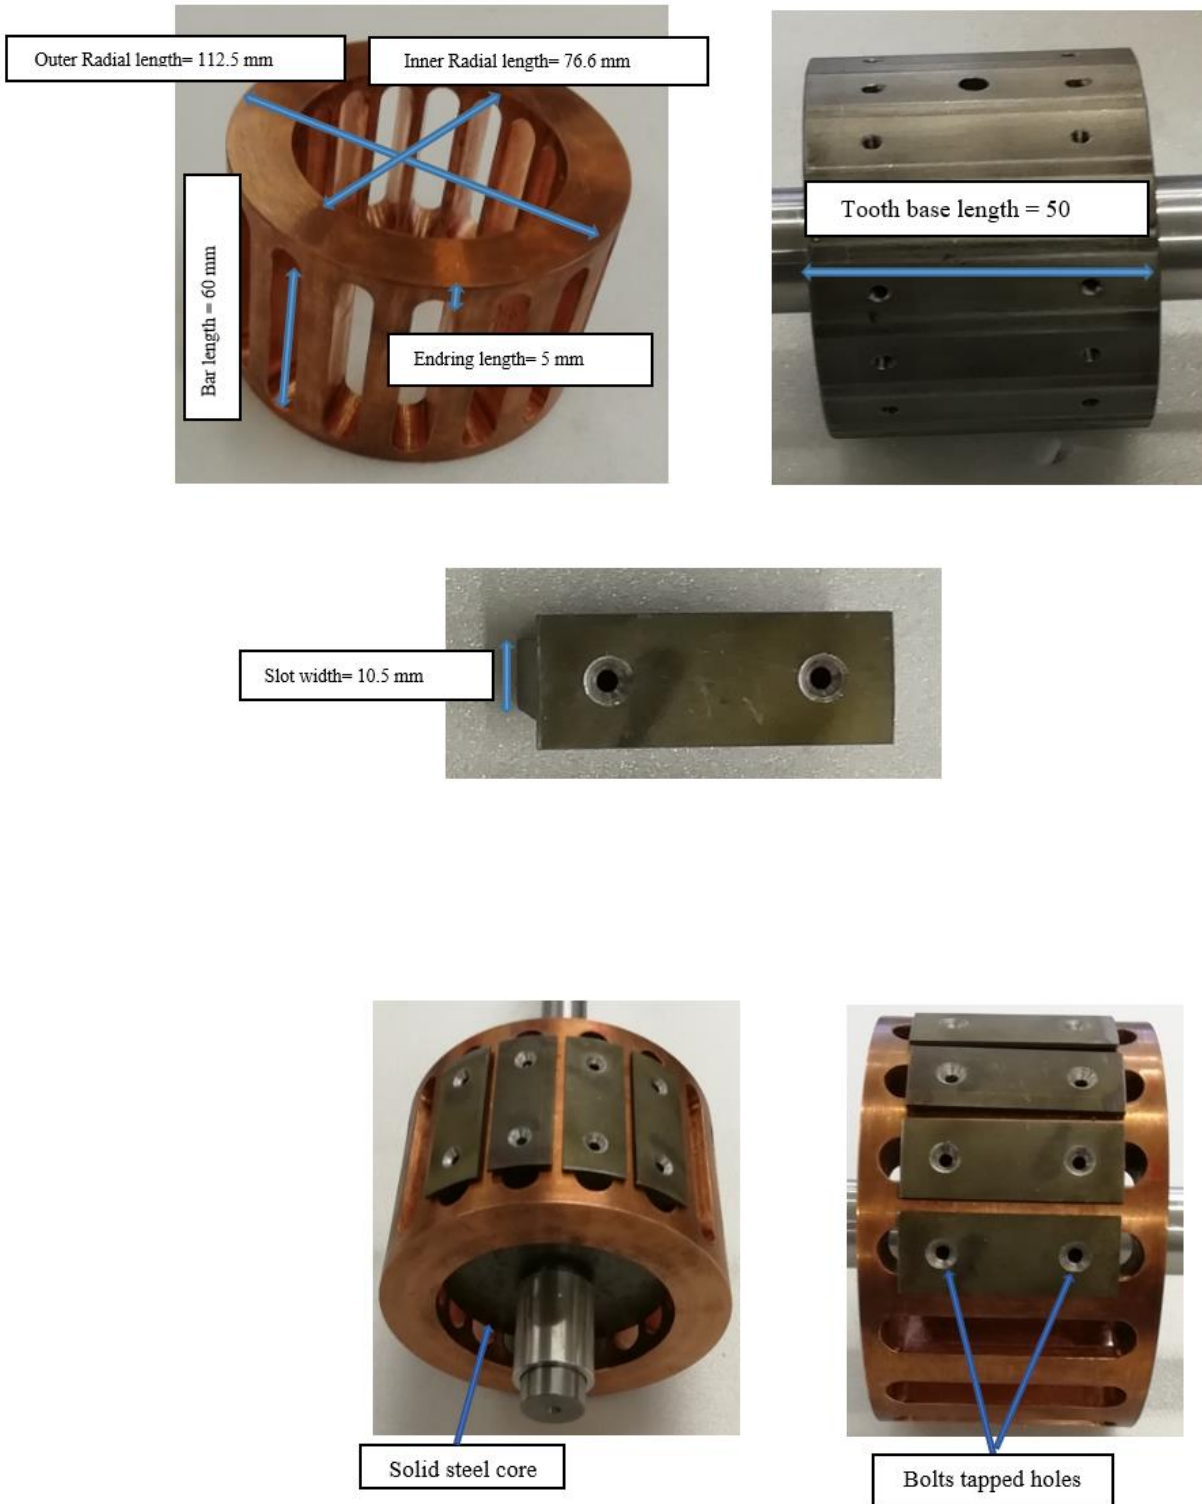 Outer Radial length= 112.5 mm
Inner Radial length= 76.6 mm
Tooth base length = 50
Bar length = 60 mm
Endring length= 5 mm
Slot width= 10.5 mm
Solid steel core
Bolts tapped holes